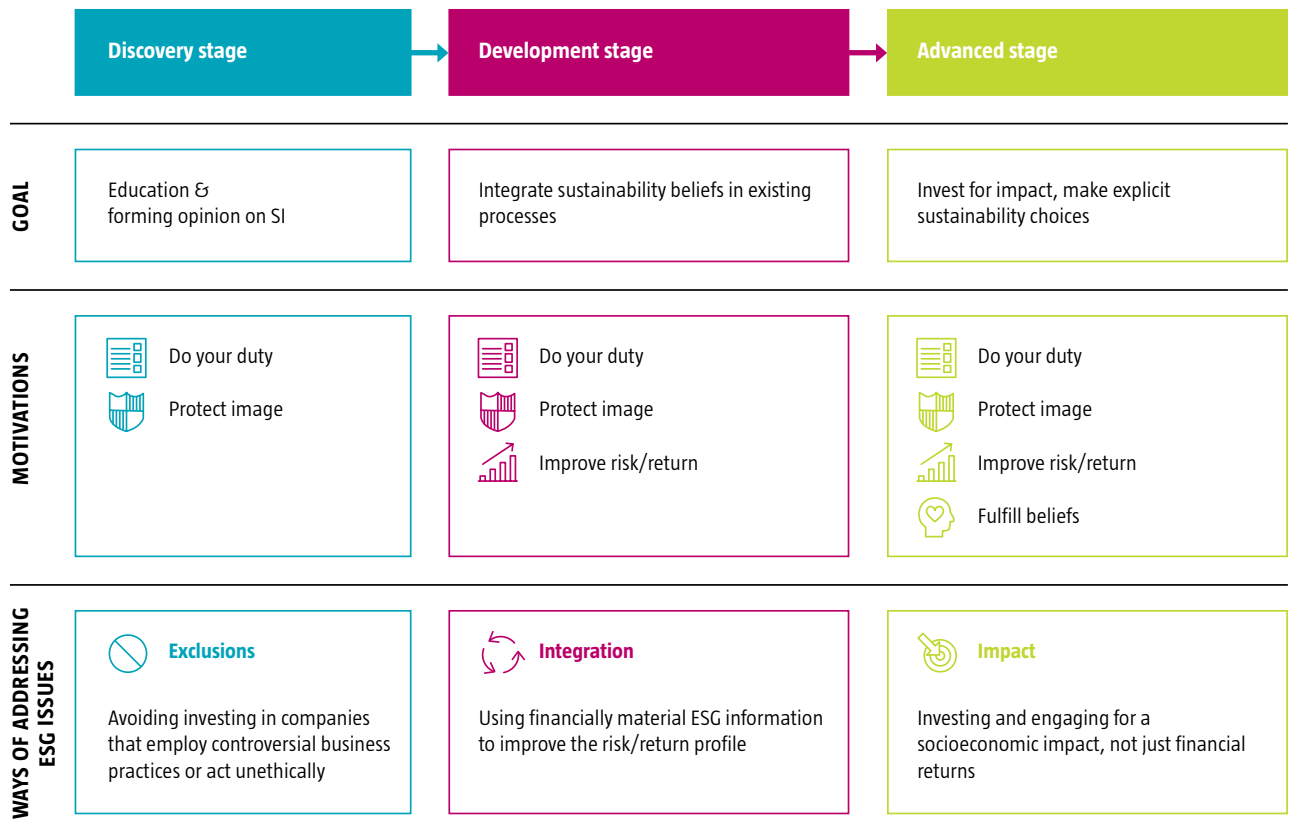 Discovery stage
Development stage
Advanced stage
GOAL
Education &
forming opinion on SI
Integrate sustainability beliefs in existing
processes
Invest for impact, make explicit
sustainability choices
MOTIVATIONS
Do your duty
Protect image
Do your duty
Protect image
Improve risk/return
Do your duty
Protect image
Improve risk/return
Fulfill beliefs
WAYS OF ADDRESSING
ESG ISSUES
Exclusions
Avoiding investing in companies
that employ controversial business
practices or act unethically
Integration
Using financially material ESG information
to improve the risk/return profile
Impact
Investing and engaging for a
socioeconomic impact, not just financial
returns